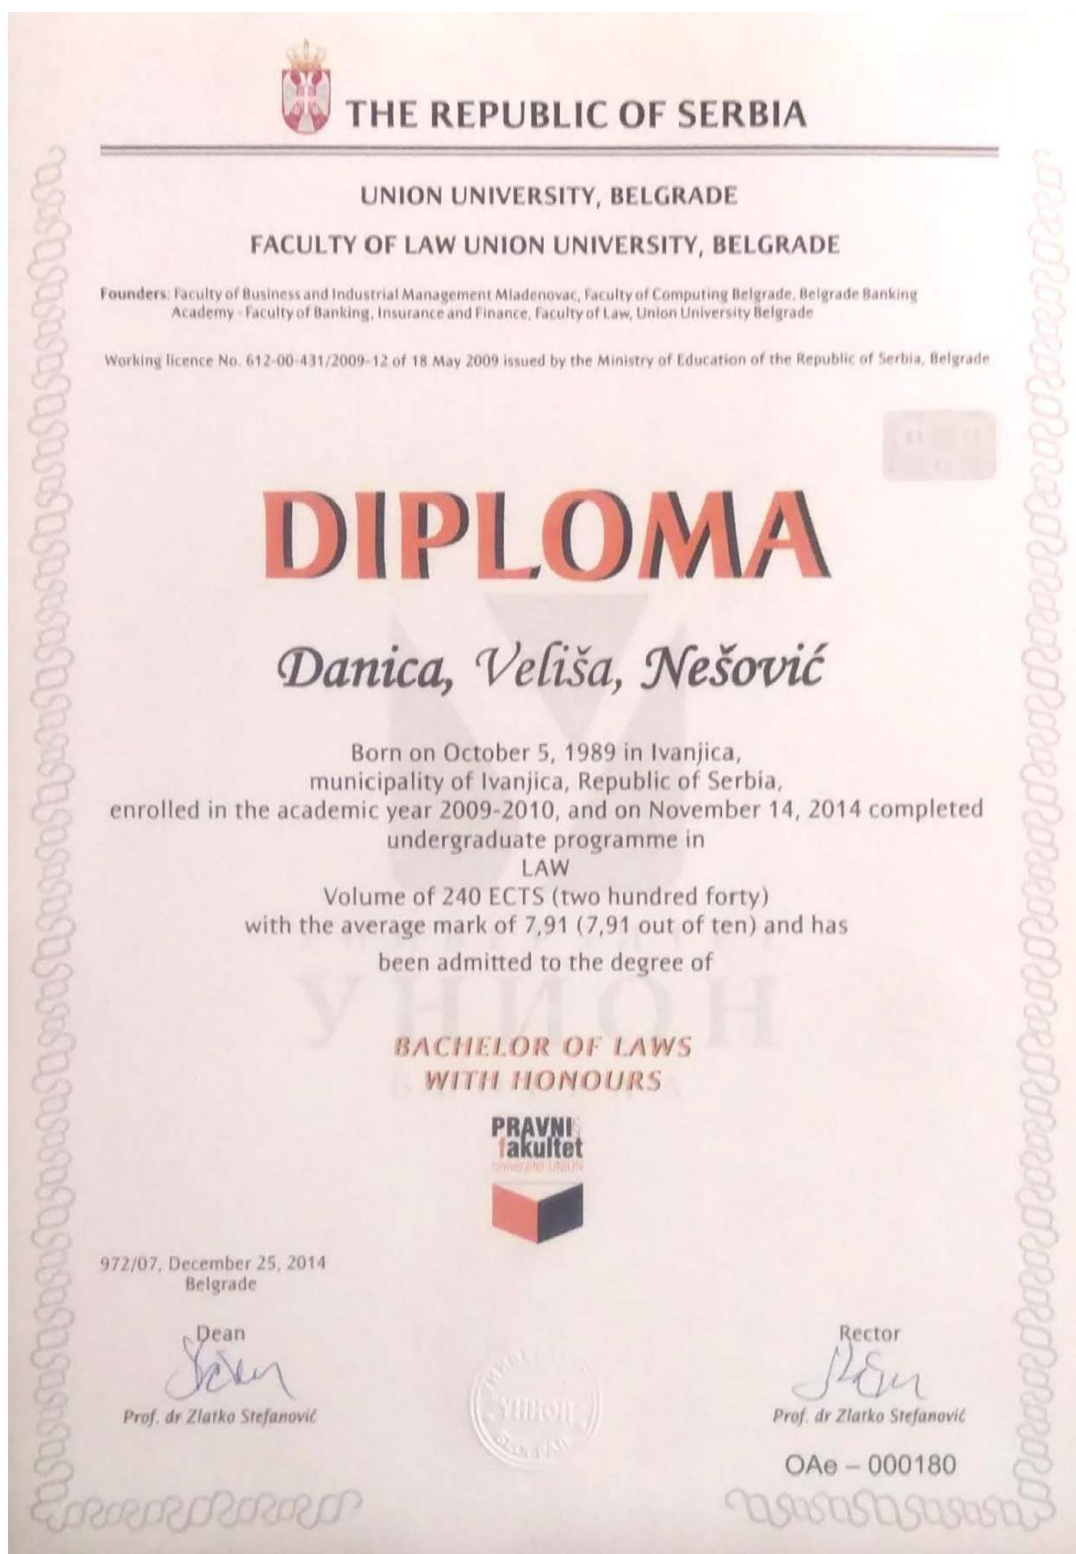 THE REPUBLIC OF SERBIA
UNION UNIVERSITY, BELGRADE
FACULTY OF LAW UNION UNIVERSITY, BELGRADE
Founders: Faculty of Business and Industrial Management Mladenovac, Faculty of Computing Belgrade, Belgrade Banking
Academy - Faculty of Banking, Insurance and Finance, Faculty of Law, Union University Belgrade
Working licence No. 612-00-431/2009-12 of 18 May 2009 issued by the Ministry of Education of the Republic of Serbia, Belgrade
DIPLOMA
Danica, Veliša, Nešović
Born on October 5, 1989 in Ivanjica,
municipality of Ivanjica, Republic of Serbia,
enrolled in the academic year 2009-2010, and on November 14, 2014 completed
undergraduate programme in
LAW
Volume of 240 ECTS (two hundred forty)
with the average mark of 7,91 (7,91 out of ten) and has
been admitted to the degree of
УНИОН
BACHELOR OF LAWS
WITH HONOURS
PRAVNI
fakultet
Univerzitet UNION
972/07, December 25, 2014
Belgrade
Dean
Prof. dr Zlatko Stefanović
Rector
Prof. dr Zlatko Stefanović
УНИОН
OAe – 000180